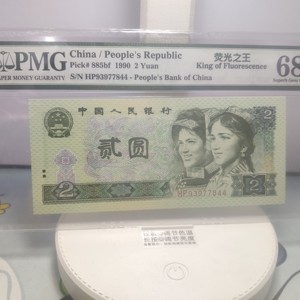 PMG
PAPER MONEY GUARANTY
China / People's Republic
Pick# 885bf 1990 2 Yuan
S/N HP93977844 - People's Bank of China
荧光之王
King of Fluorescence
68
中国人民银行
贰圆
2
2
HP93977844